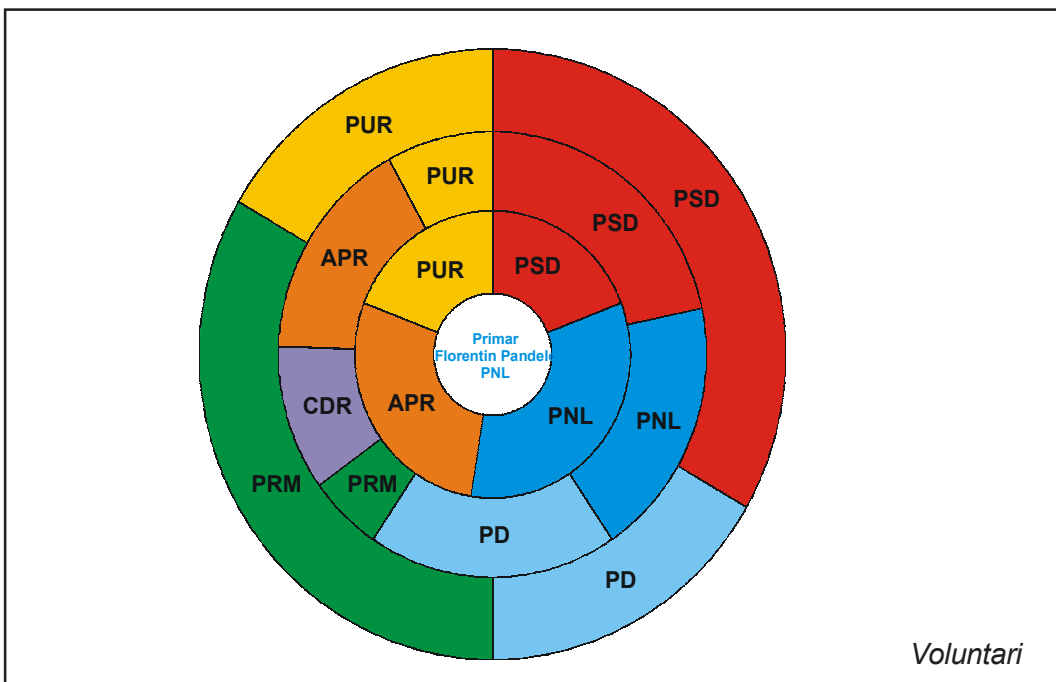 PUR
PSD
PRM
PD
PUR
PSD
APR
PNL
CDR
PRM
PD
PUR
PSD
APR
PNL
Primar
Florentin Pandele
PNL
Voluntari